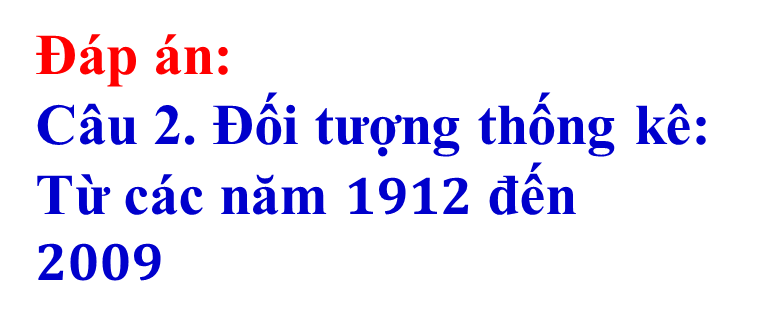 Đáp án:
Câu 2. Đối tượng thống kê:
Từ các năm 1912 đến
2009